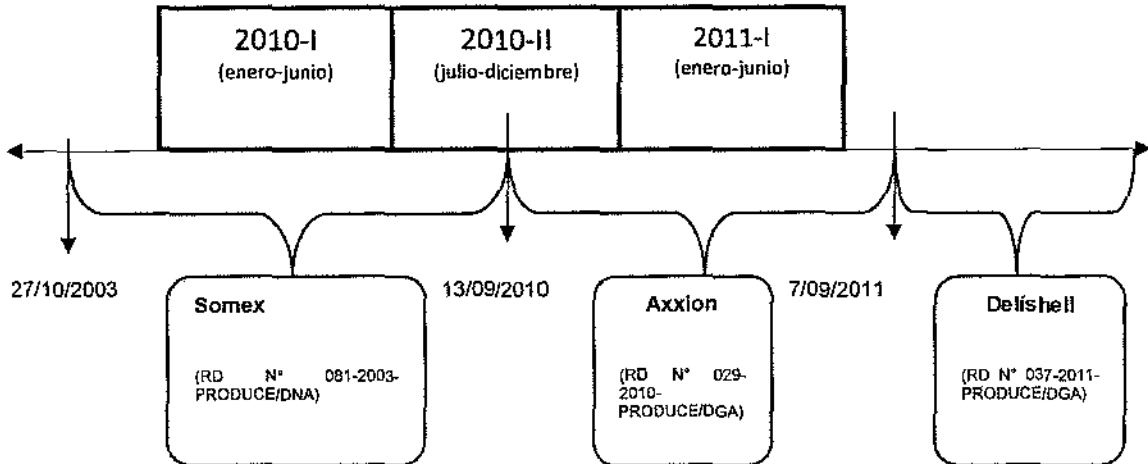 2010-I
(enero-junio)
2010-II
(julio-diciembre)
2011-I
(enero-junio)
27/10/2003
13/09/2010
7/09/2011
Somex
(RD N° 081-2003-
PRODUCE/DNA)
Axxion
(RD N° 029-
2010-
PRODUCE/DGA)
Delíshell
(RD N° 037-2011-
PRODUCE/DGA)